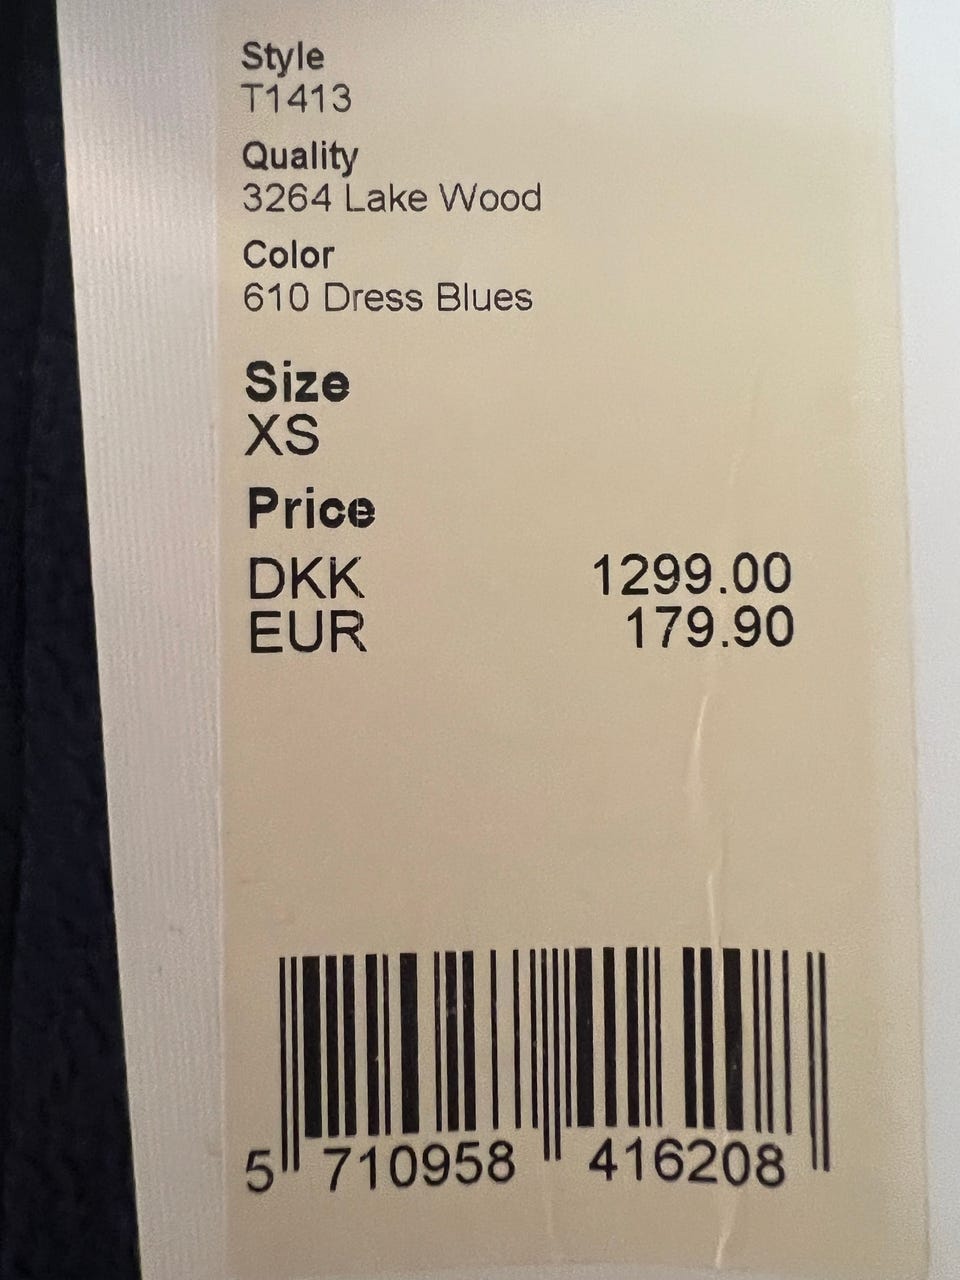 Style
T1413
Quality
3264 Lake Wood
Color
610 Dress Blues
Size
XS
Price
DKK 1299.00
EUR 179.90
5 710958 416208